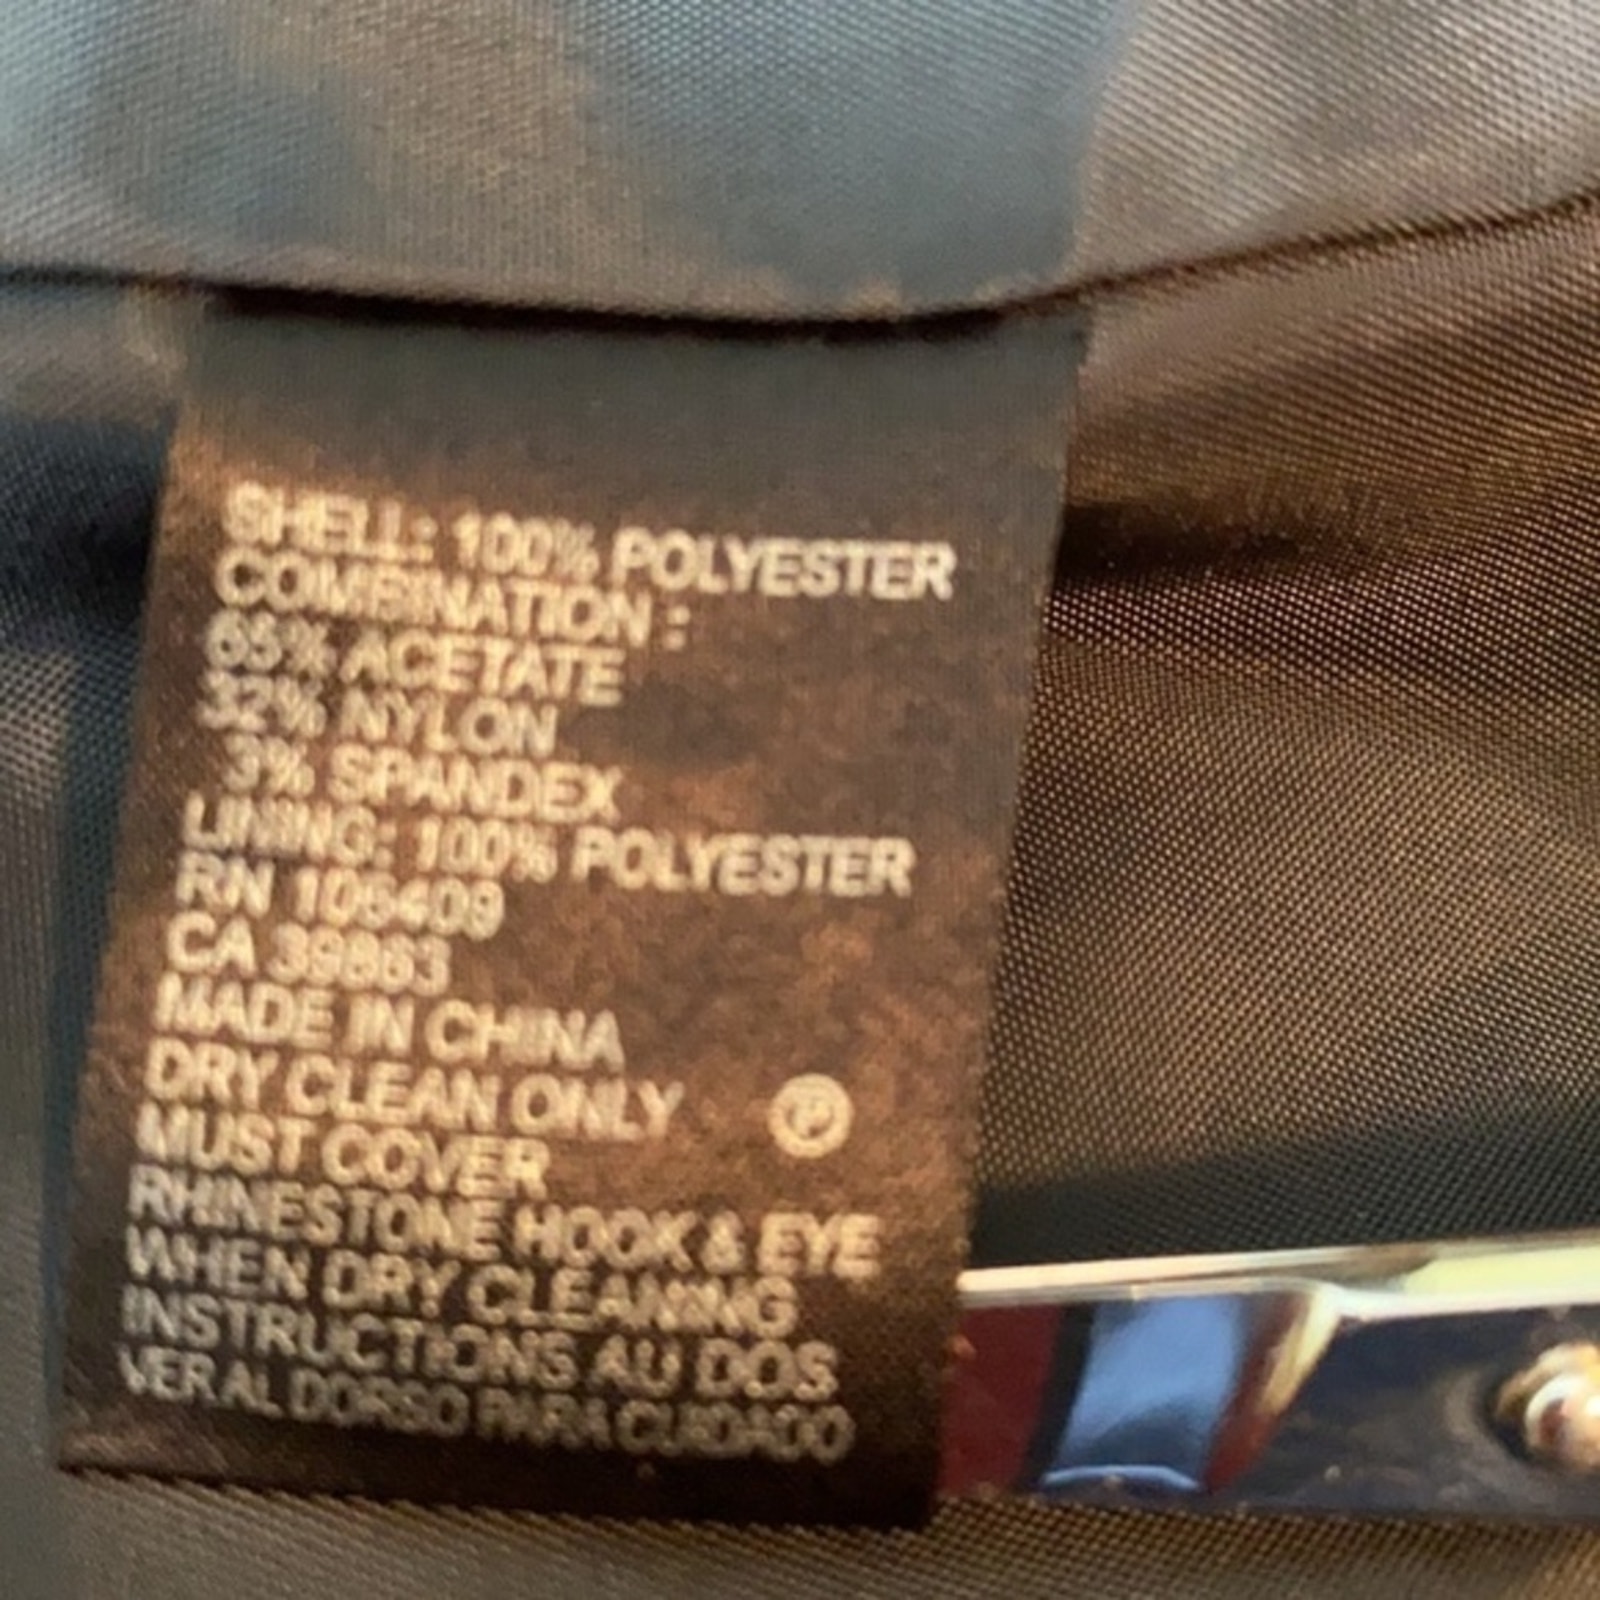 SHELL: 100% POLYESTER
COMBINATION :
65% ACETATE
32% NYLON
3% SPANDEX
LINING: 100% POLYESTER
RN 106409
CA 39863
MADE IN CHINA
DRY CLEAN ONLY P
MUST COVER
RHINESTONE HOOK & EYE
WHEN DRY CLEANING
INSTRUCTIONS AU DOS
VER AL DORSO PARA CUIDADO